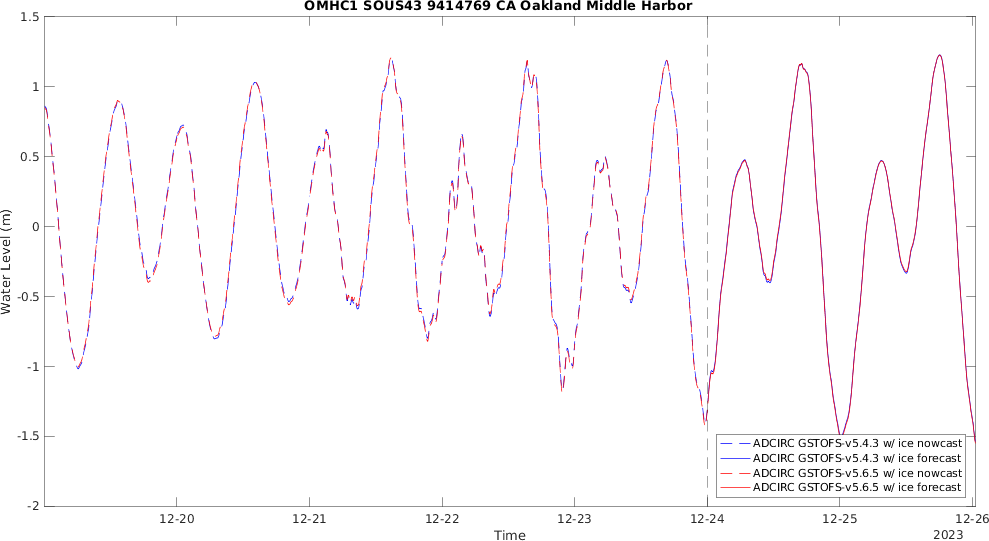 OMHC1 SOUS43 9414769 CA Oakland Middle Harbor
Water Level (m)
1.5
1
0.5
0
-0.5
-1
-1.5
-2
ADCIRC GSTOFS-v5.4.3 w/ ice nowcast
ADCIRC GSTOFS-v5.4.3 w/ ice forecast
ADCIRC GSTOFS-v5.6.5 w/ ice nowcast
ADCIRC GSTOFS-v5.6.5 w/ ice forecast
12-20 12-21 12-22 12-23 12-24 12-25 12-26
Time
2023